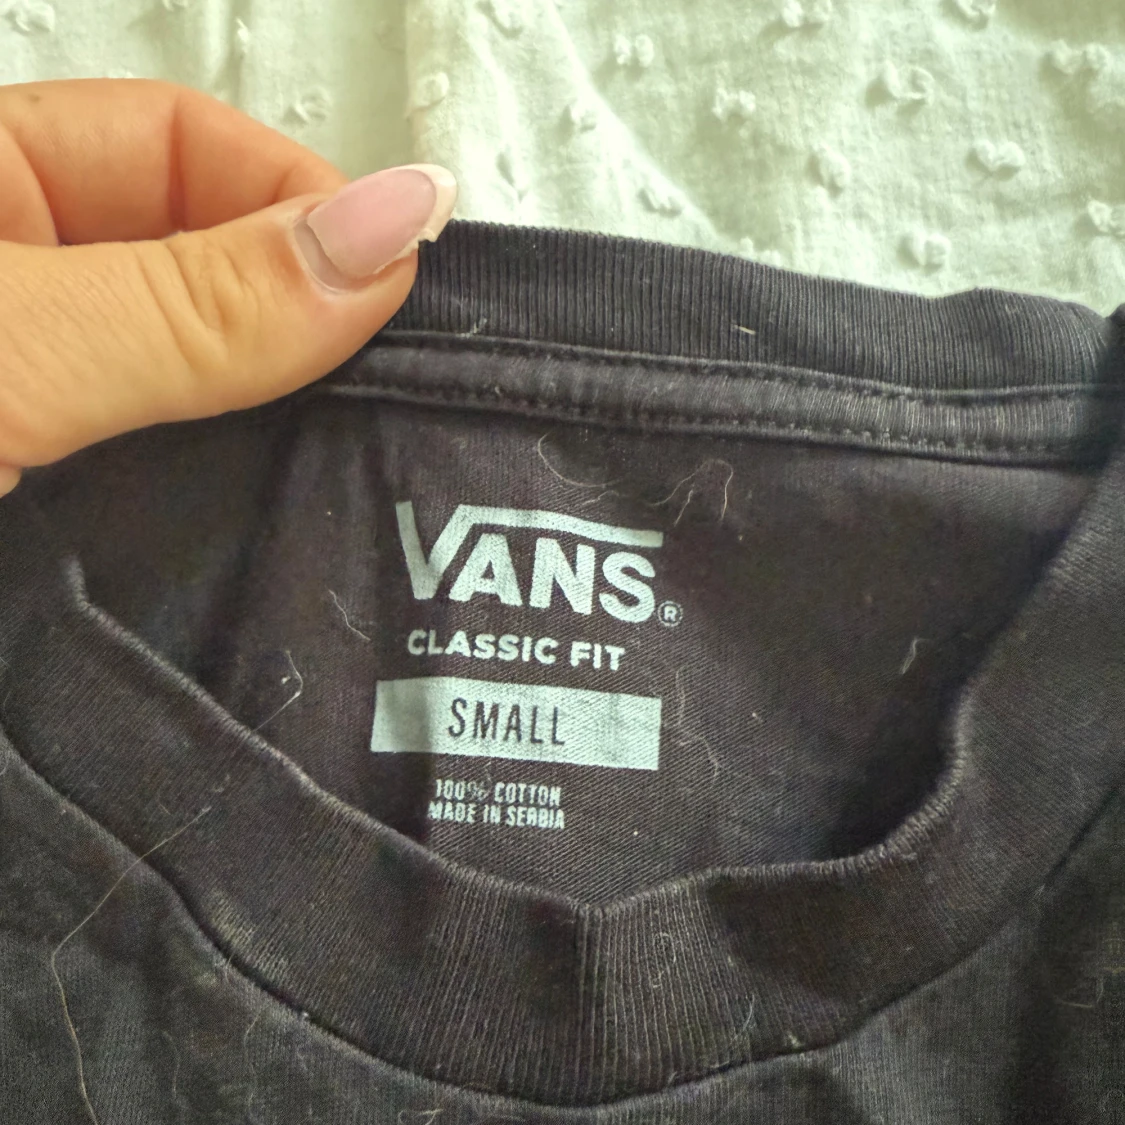 VANS®
CLASSIC FIT
SMALL
100% COTTON
MADE IN SERBIA